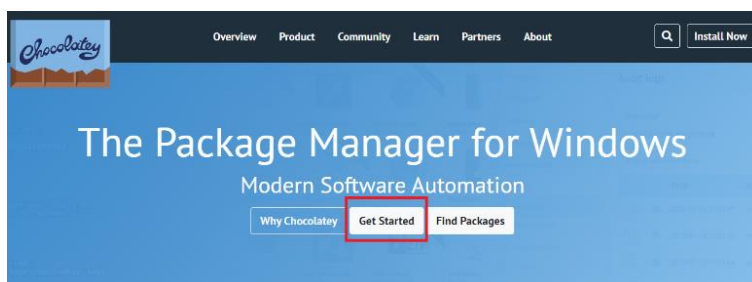 Chocolatey
Overview Product Community Learn Partners About
Install Now
The Package Manager for Windows
Modern Software Automation
Why Chocolatey Get Started Find Packages